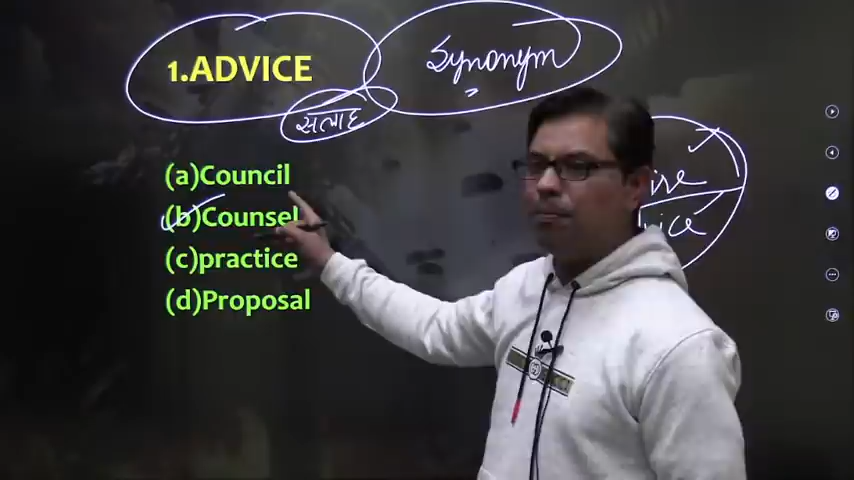 1.ADVICE
synonym
सलाह
(a)Council
(b)Counsel
(c)practice
(d)Proposal